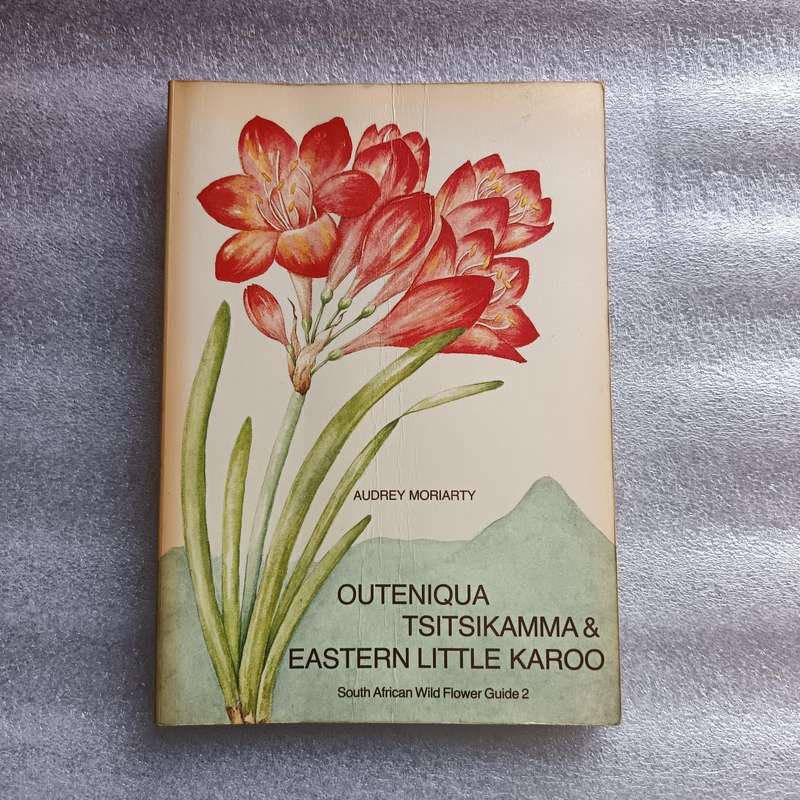 AUDREY MORIARTY
OUTENIQUA
TSITSIKAMMA &
EASTERN LITTLE KAROO
South African Wild Flower Guide 2